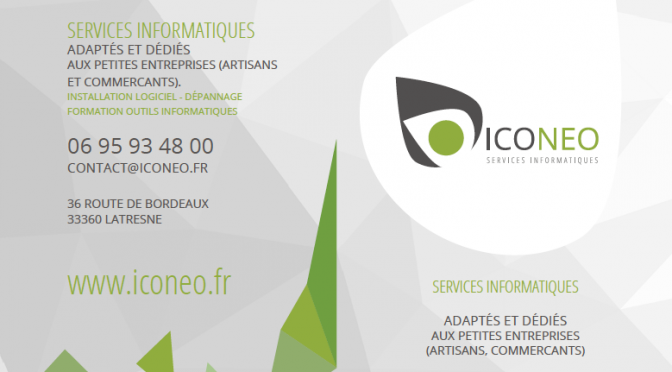 SERVICES INFORMATIQUES
ADAPTÉS ET DÉDIÉS
AUX PETITES ENTREPRISES (ARTISANS
ET COMMERCANTS).
INSTALLATION LOGICIEL - DÉPANNAGE
FORMATION OUTILS INFORMATIQUES
06 95 93 48 00
CONTACT@ICONEO.FR
36 ROUTE DE BORDEAUX
33360 LATRESNE
www.iconeo.fr
ICONEO
SERVICES INFORMATIQUES
SERVICES INFORMATIQUES
ADAPTÉS ET DÉDIÉS
AUX PETITES ENTREPRISES
(ARTISANS, COMMERCANTS)